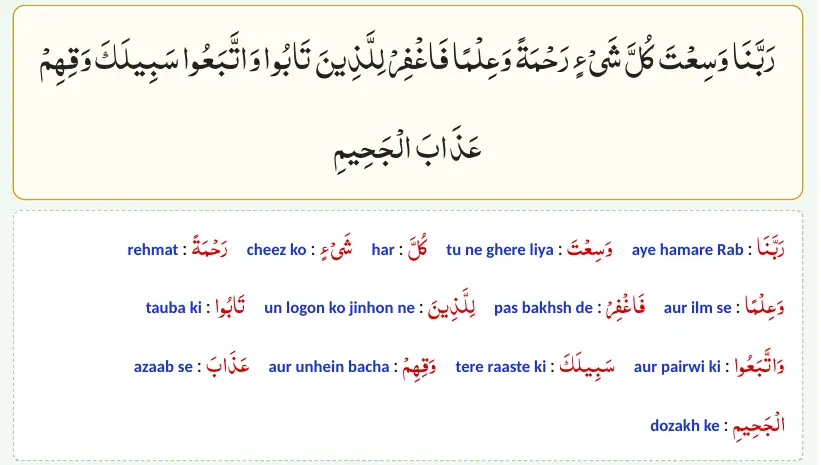 رَبَّنَا وَسِعْتَ كُلَّ شَىْءٍ رَحْمَةً وَعِلْمًا فَاغْفِرْ لِلَّذِينَ تَابُوا وَاتَّبَعُوا سَبِيلَكَ وَقِهِمْ
عَذَابَ الْجَحِيمِ
رَبَّنَا : aye hamare Rab وَسِعْتَ : tu ne ghere liya كُلَّ : har شَىْءٍ : cheez ko رَحْمَةً : rehmat
وَعِلْمًا : aur ilm se فَاغْفِرْ : pas bakhsh de لِلَّذِينَ : un logon ko jinhon ne تَابُوا : tauba ki
وَاتَّبَعُوا : aur pairwi ki سَبِيلَكَ : tere raaste ki وَقِهِمْ : aur unhein bacha عَذَابَ : azaab se
الْجَحِيمِ : dozakh ke